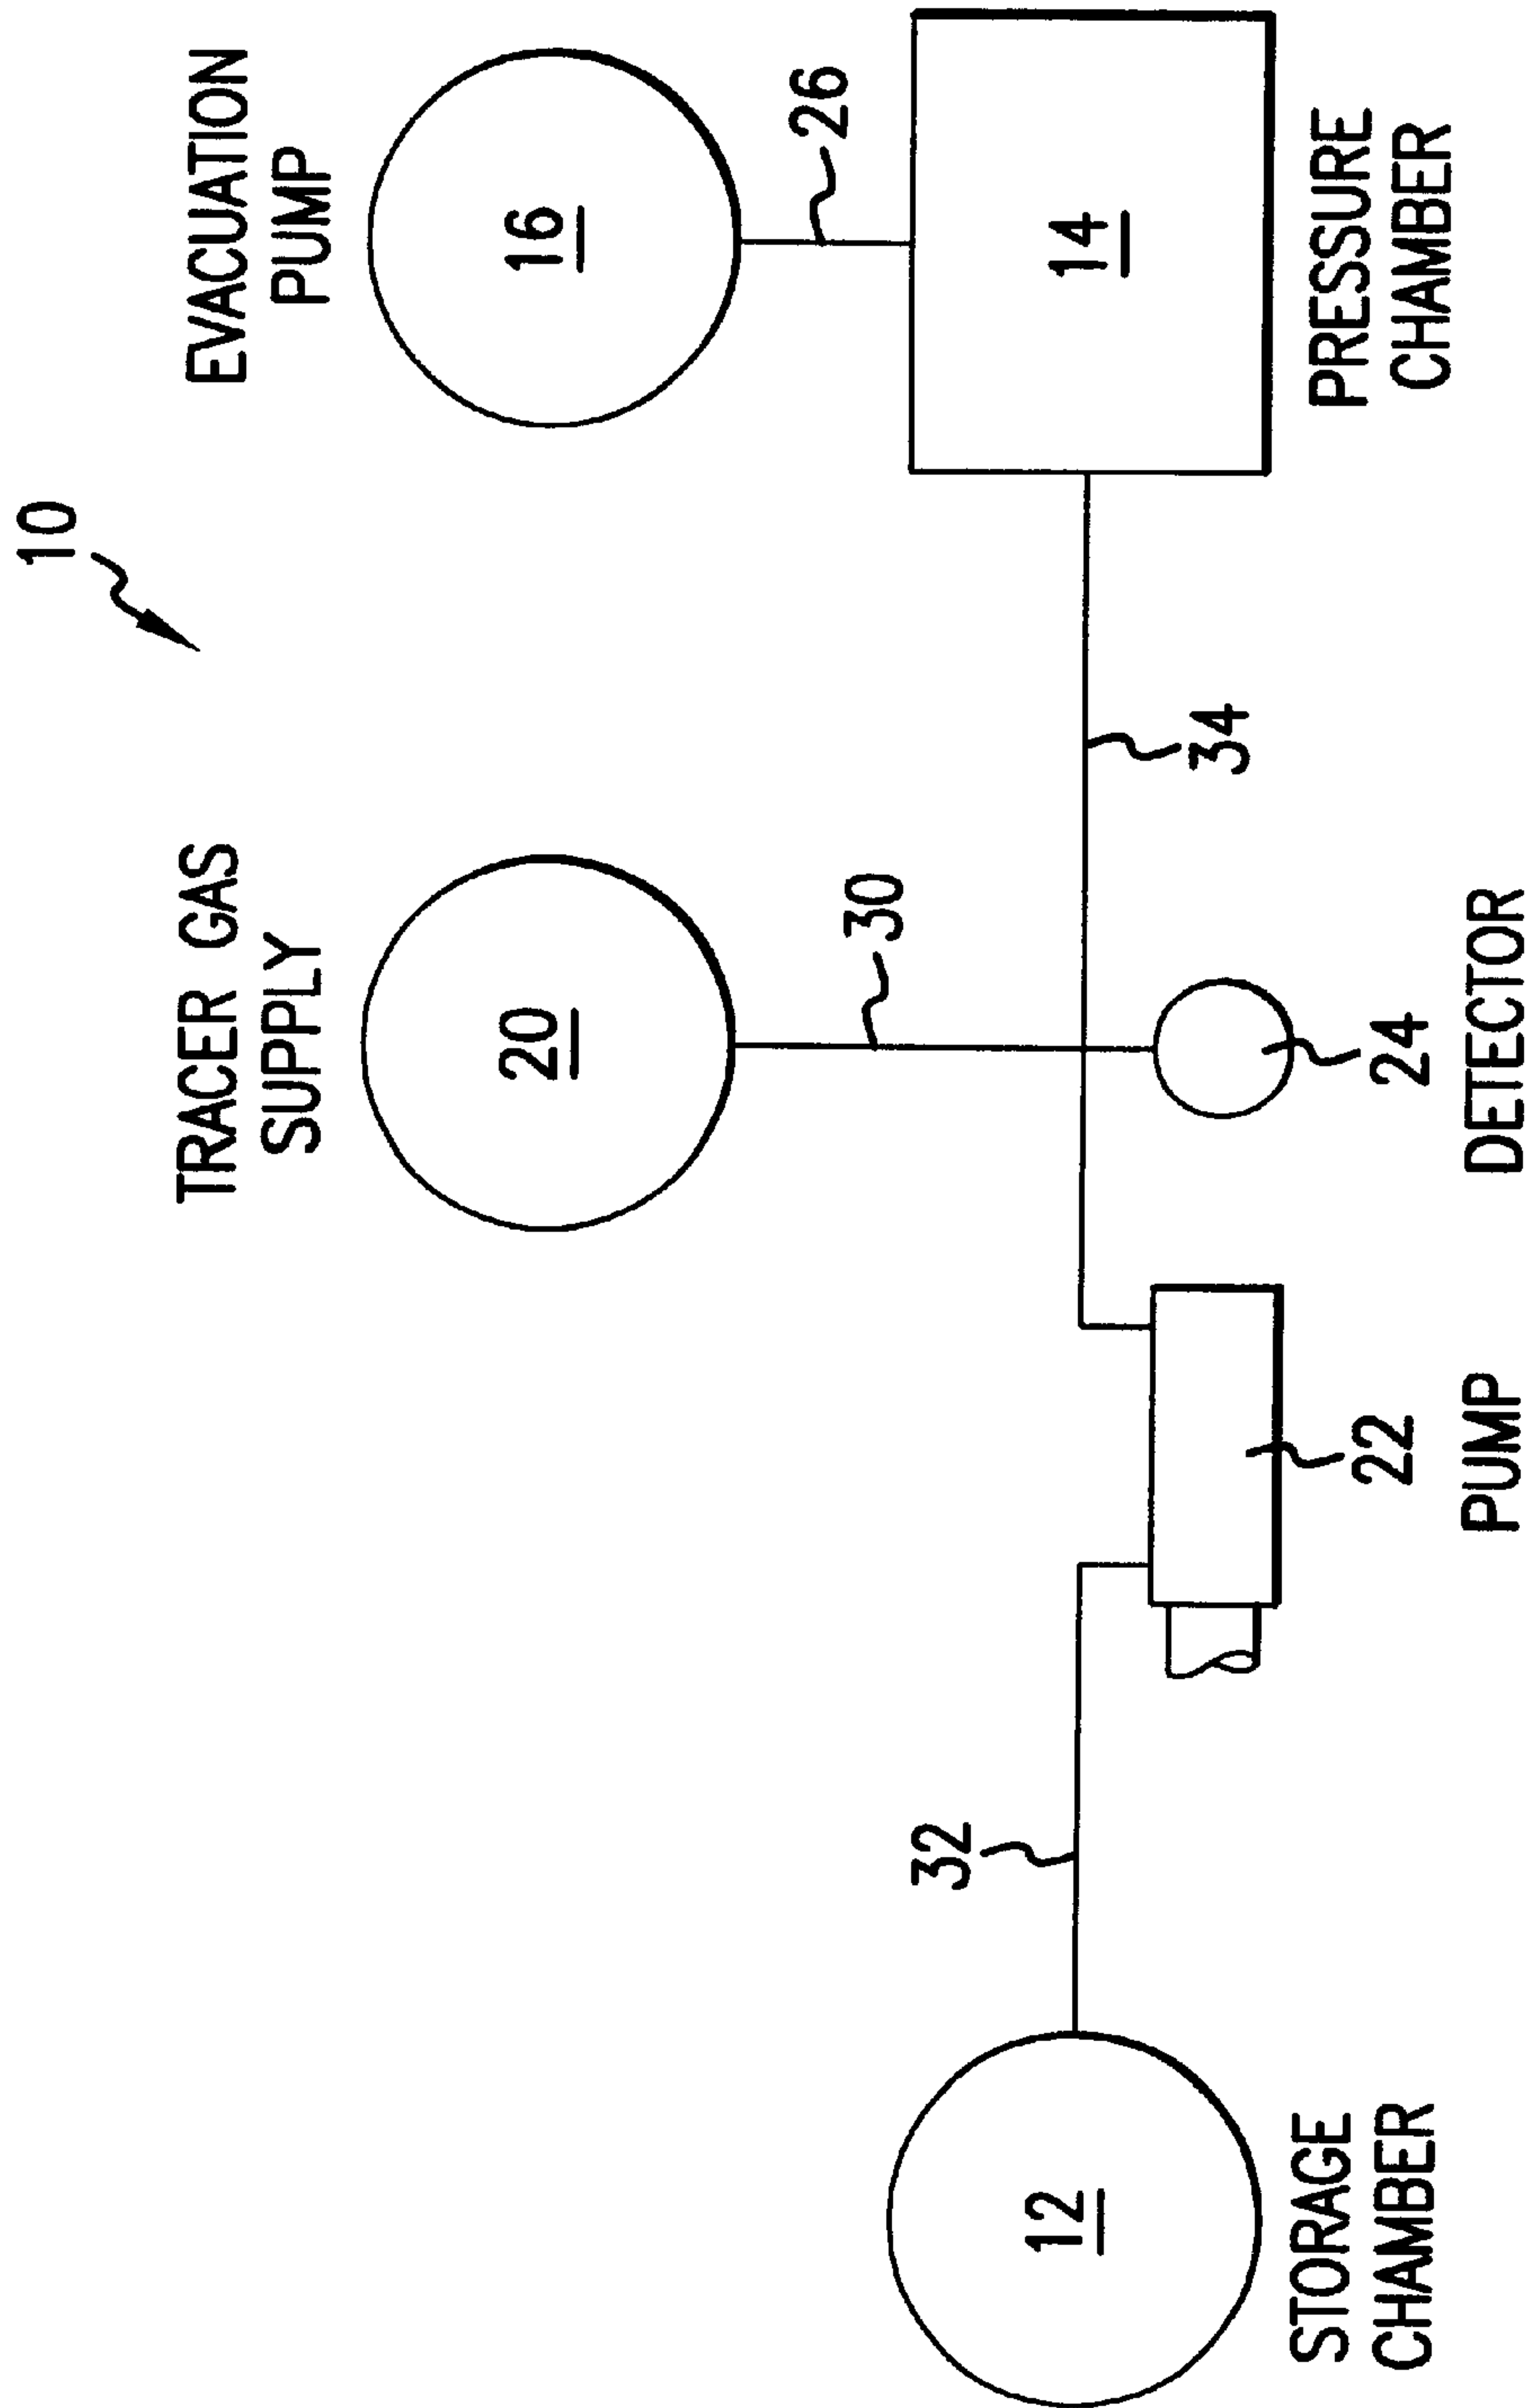 10
EVACUATION
PUMP
16
26
14
PRESSURE
CHAMBER
TRACER GAS
SUPPLY
20
30
34
24
DETECTOR
22
PUMP
32
12
STORAGE
CHAMBER